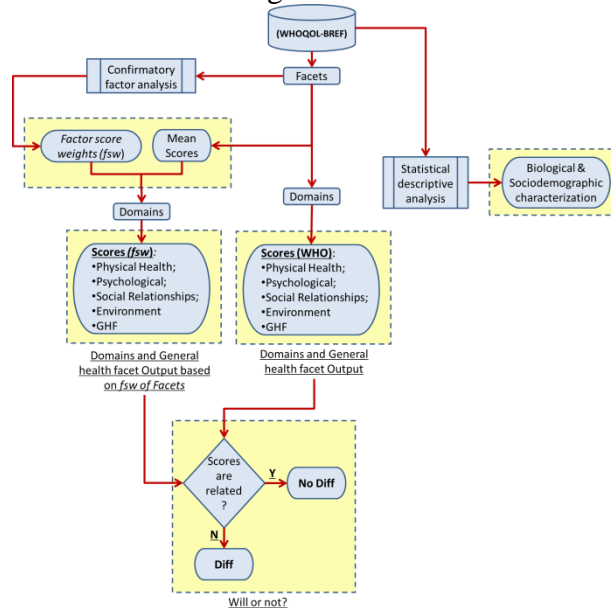 (WHOQOL-BREF)
Confirmatory
factor analysis
Facets
Factor score
weights (fsw)
Mean
Scores
Statistical
descriptive
analysis
Biological &
Sociodemographic
characterization
Domains
Domains
Scores (fsw):
•Physical Health;
•Psychological;
•Social Relationships;
•Environment
•GHF
Scores (WHO):
•Physical Health;
•Psychological;
•Social Relationships;
•Environment
•GHF
Domains and General
health facet Output based
on fsw of Facets
Domains and General
health facet Output
Scores
are
related
?
Y
No Diff
N
Diff
Will or not?